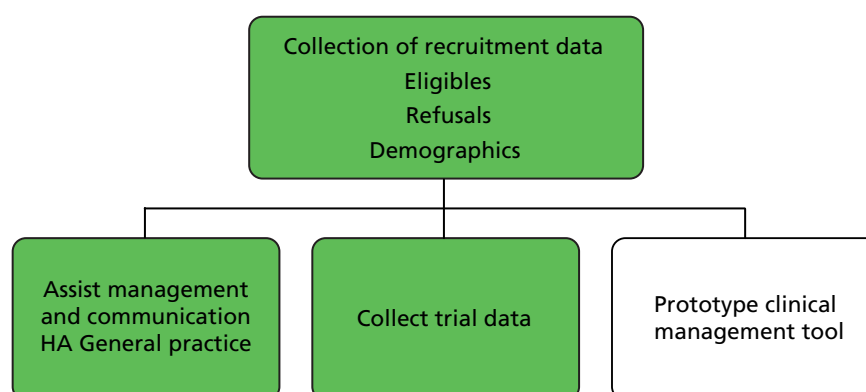 Collection of recruitment data
Eligibles
Refusals
Demographics
Assist management
and communication
HA General practice
Collect trial data
Prototype clinical
management tool